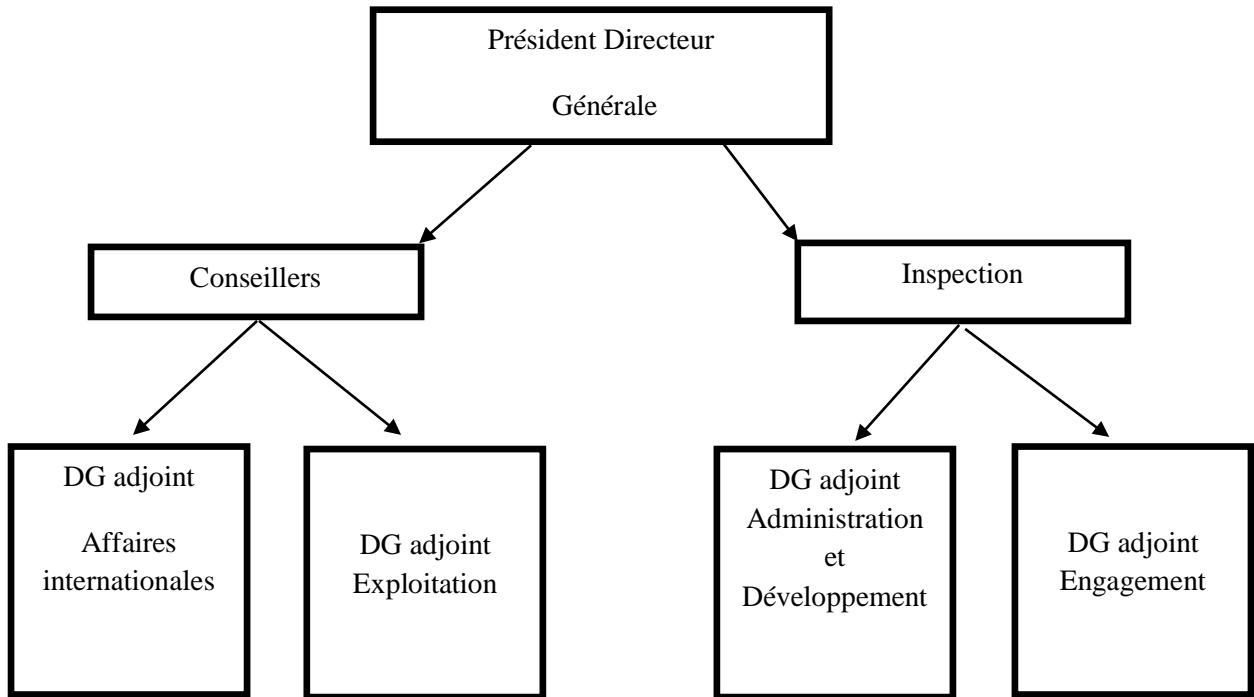 Président Directeur
Générale
Conseillers
Inspection
DG adjoint
Affaires
internationales
DG adjoint
Exploitation
DG adjoint
Administration
et
Développement
DG adjoint
Engagement